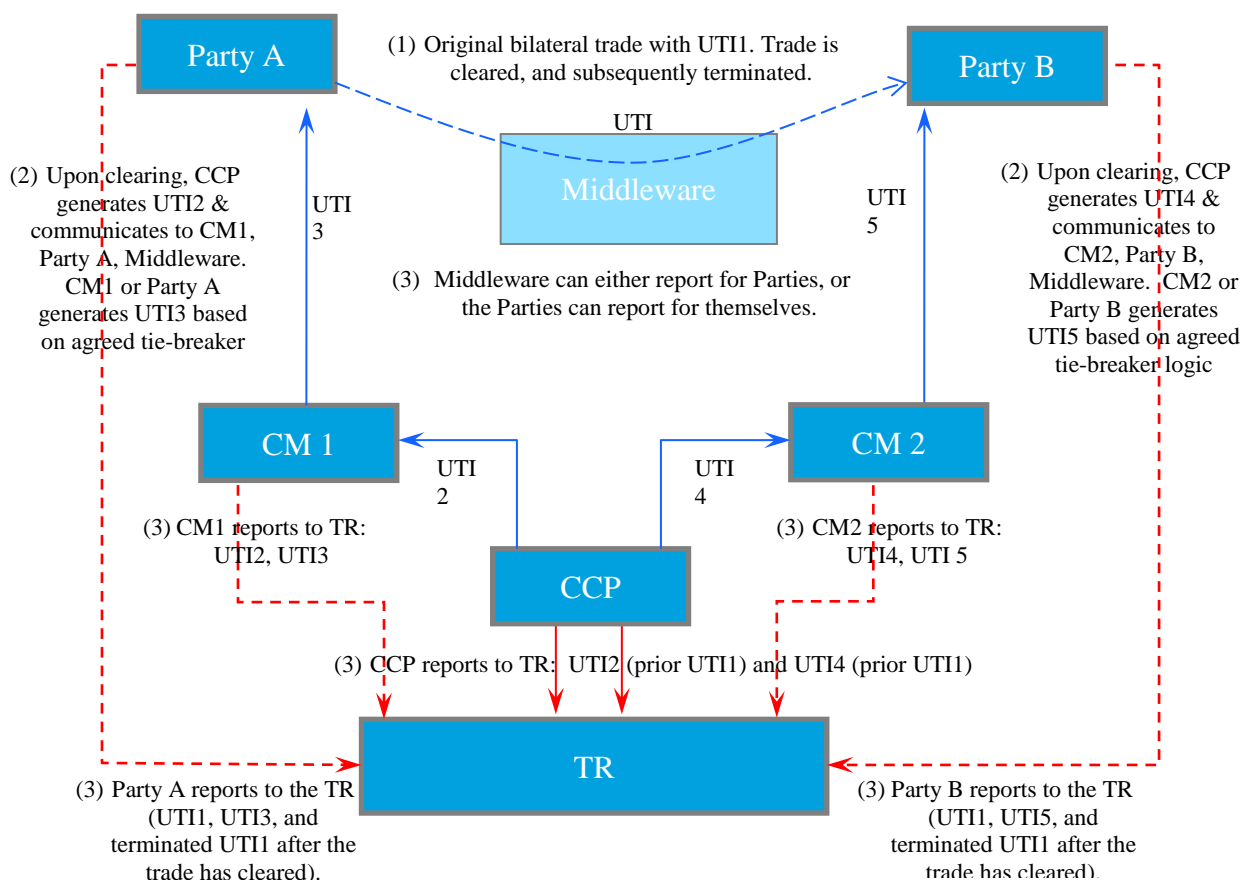 Party A
(1) Original bilateral trade with UTI1. Trade is
cleared, and subsequently terminated.
Party B
UTI
Middleware
(2) Upon clearing, CCP
generates UTI2 &
communicates to CM1,
Party A, Middleware.
CM1 or Party A
generates UTI3 based
on agreed tie-breaker
UTI
3
UTI
5
(2) Upon clearing, CCP
generates UTI4 &
communicates to
CM2, Party B,
Middleware. CM2 or
Party B generates
UTI5 based on agreed
tie-breaker logic
(3) Middleware can either report for Parties, or
the Parties can report for themselves.
CM 1
CM 2
UTI
2
UTI
4
(3) CM1 reports to TR:
UTI2, UTI3
(3) CM2 reports to TR:
UTI4, UTI 5
CCP
(3) CCP reports to TR: UTI2 (prior UTI1) and UTI4 (prior UTI1)
TR
(3) Party A reports to the TR
(UTI1, UTI3, and
terminated UTI1 after the
trade has cleared).
(3) Party B reports to the TR
(UTI1, UTI5, and
terminated UTI1 after the
trade has cleared).